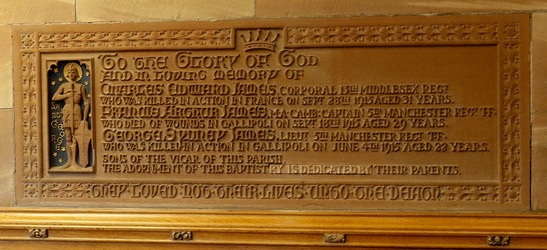 To the Glory of God
and in loving memory of
Charles Edward James, Corporal 13th Middlesex Regt.
who was killed in action in France on Sept 28th 1915 aged 31 years.
Francis Arthur James, M.A. Camb: Captain 5th Manchester Regt TF.
who died of wounds in Gallipoli on Sept 18th 1915 aged 29 years.
George Sydney James, Lieut 5th Manchester Regt TF.
who was killed in action in Gallipoli on June 4th 1915 aged 22 years.
Sons of the Vicar of this Parish.
The adornment of this Baptistry is dedicated by their parents.
They loved not their lives unto the death